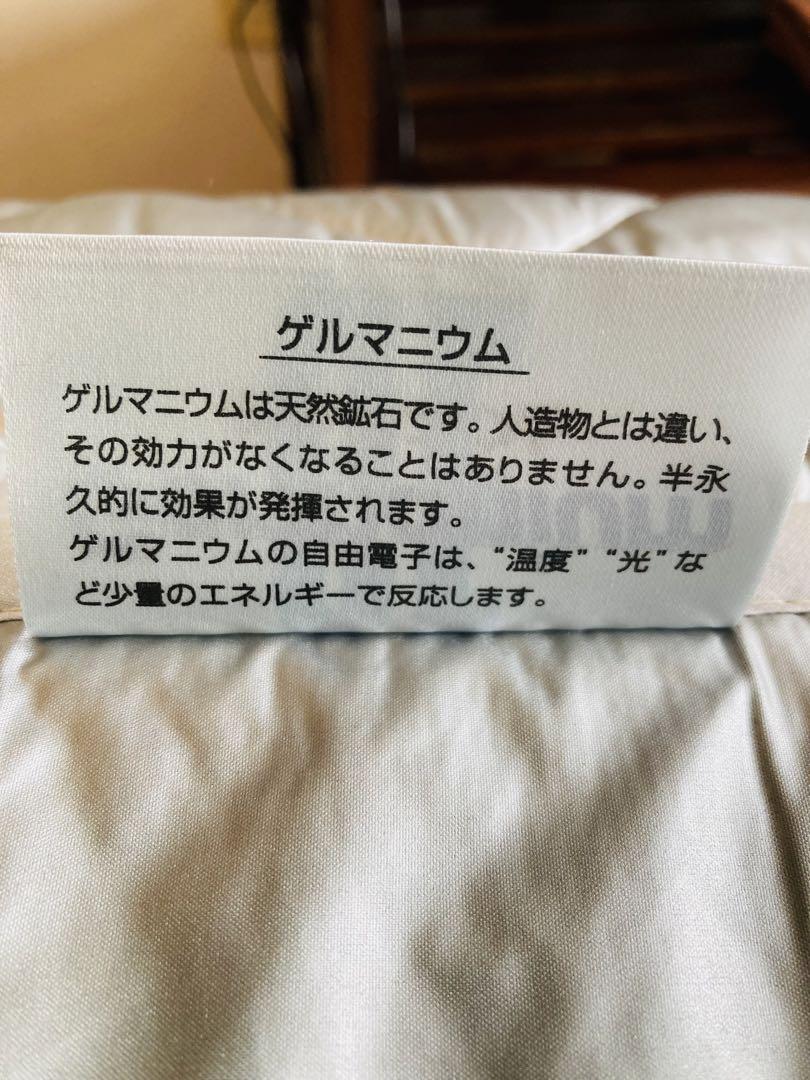 ゲルマニウム
ゲルマニウムは天然鉱石です。人造物とは違い、
その効力がなくなることはありません。半永
久的に効果が発揮されます。
ゲルマニウムの自由電子は、“温度”“光”な
ど少量のエネルギーで反応します。